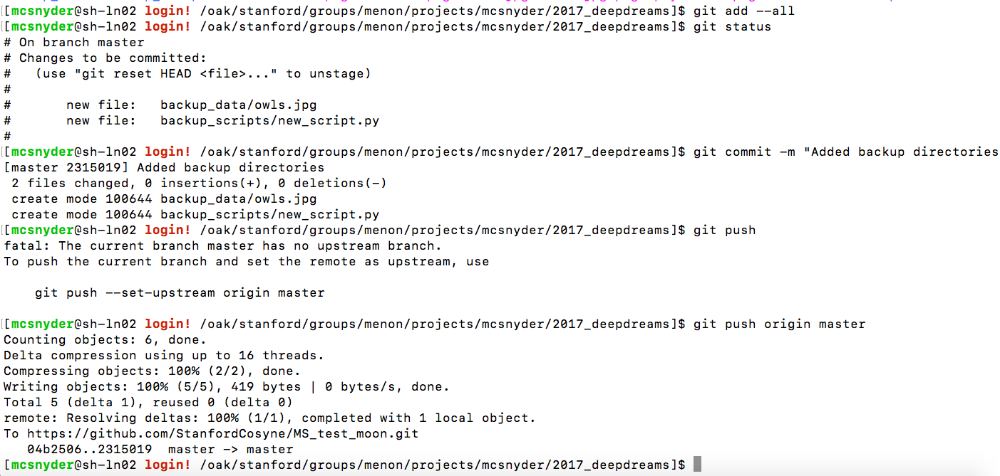 [[mcsnyder@sh-ln02 login! /oak/stanford/groups/menon/projects/mcsnyder/2017_deepdreams]$ git add --all
[[mcsnyder@sh-ln02 login! /oak/stanford/groups/menon/projects/mcsnyder/2017_deepdreams]$ git status
# On branch master
# Changes to be committed:
#   (use "git reset HEAD <file>..." to unstage)
#
#       new file:   backup_data/owls.jpg
#       new file:   backup_scripts/new_script.py
#
[[mcsnyder@sh-ln02 login! /oak/stanford/groups/menon/projects/mcsnyder/2017_deepdreams]$ git commit -m "Added backup directories
[master 2315019] Added backup directories
 2 files changed, 0 insertions(+), 0 deletions(-)
 create mode 100644 backup_data/owls.jpg
 create mode 100644 backup_scripts/new_script.py
[[mcsnyder@sh-ln02 login! /oak/stanford/groups/menon/projects/mcsnyder/2017_deepdreams]$ git push
fatal: The current branch master has no upstream branch.
To push the current branch and set the remote as upstream, use

    git push --set-upstream origin master

[[mcsnyder@sh-ln02 login! /oak/stanford/groups/menon/projects/mcsnyder/2017_deepdreams]$ git push origin master
Counting objects: 6, done.
Delta compression using up to 16 threads.
Compressing objects: 100% (2/2), done.
Writing objects: 100% (5/5), 419 bytes | 0 bytes/s, done.
Total 5 (delta 1), reused 0 (delta 0)
remote: Resolving deltas: 100% (1/1), completed with 1 local object.
To https://github.com/StanfordCosyne/MS_test_moon.git
   04b2506..2315019  master -> master
[mcsnyder@sh-ln02 login! /oak/stanford/groups/menon/projects/mcsnyder/2017_deepdreams]$